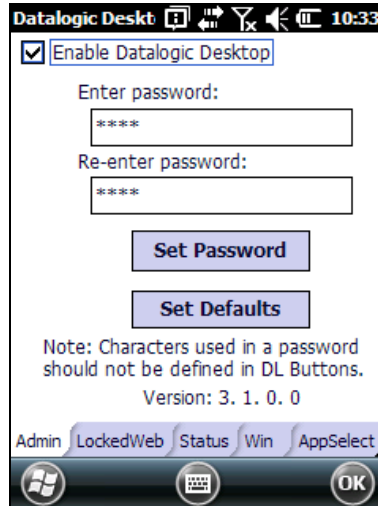 Datalogic Deskt 10:33
Enable Datalogic Desktop
Enter password:
****
Re-enter password:
****
Set Password
Set Defaults
Note: Characters used in a password
should not be defined in DL Buttons.
Version: 3. 1. 0. 0
Admin LockedWeb Status Win AppSelect
OK